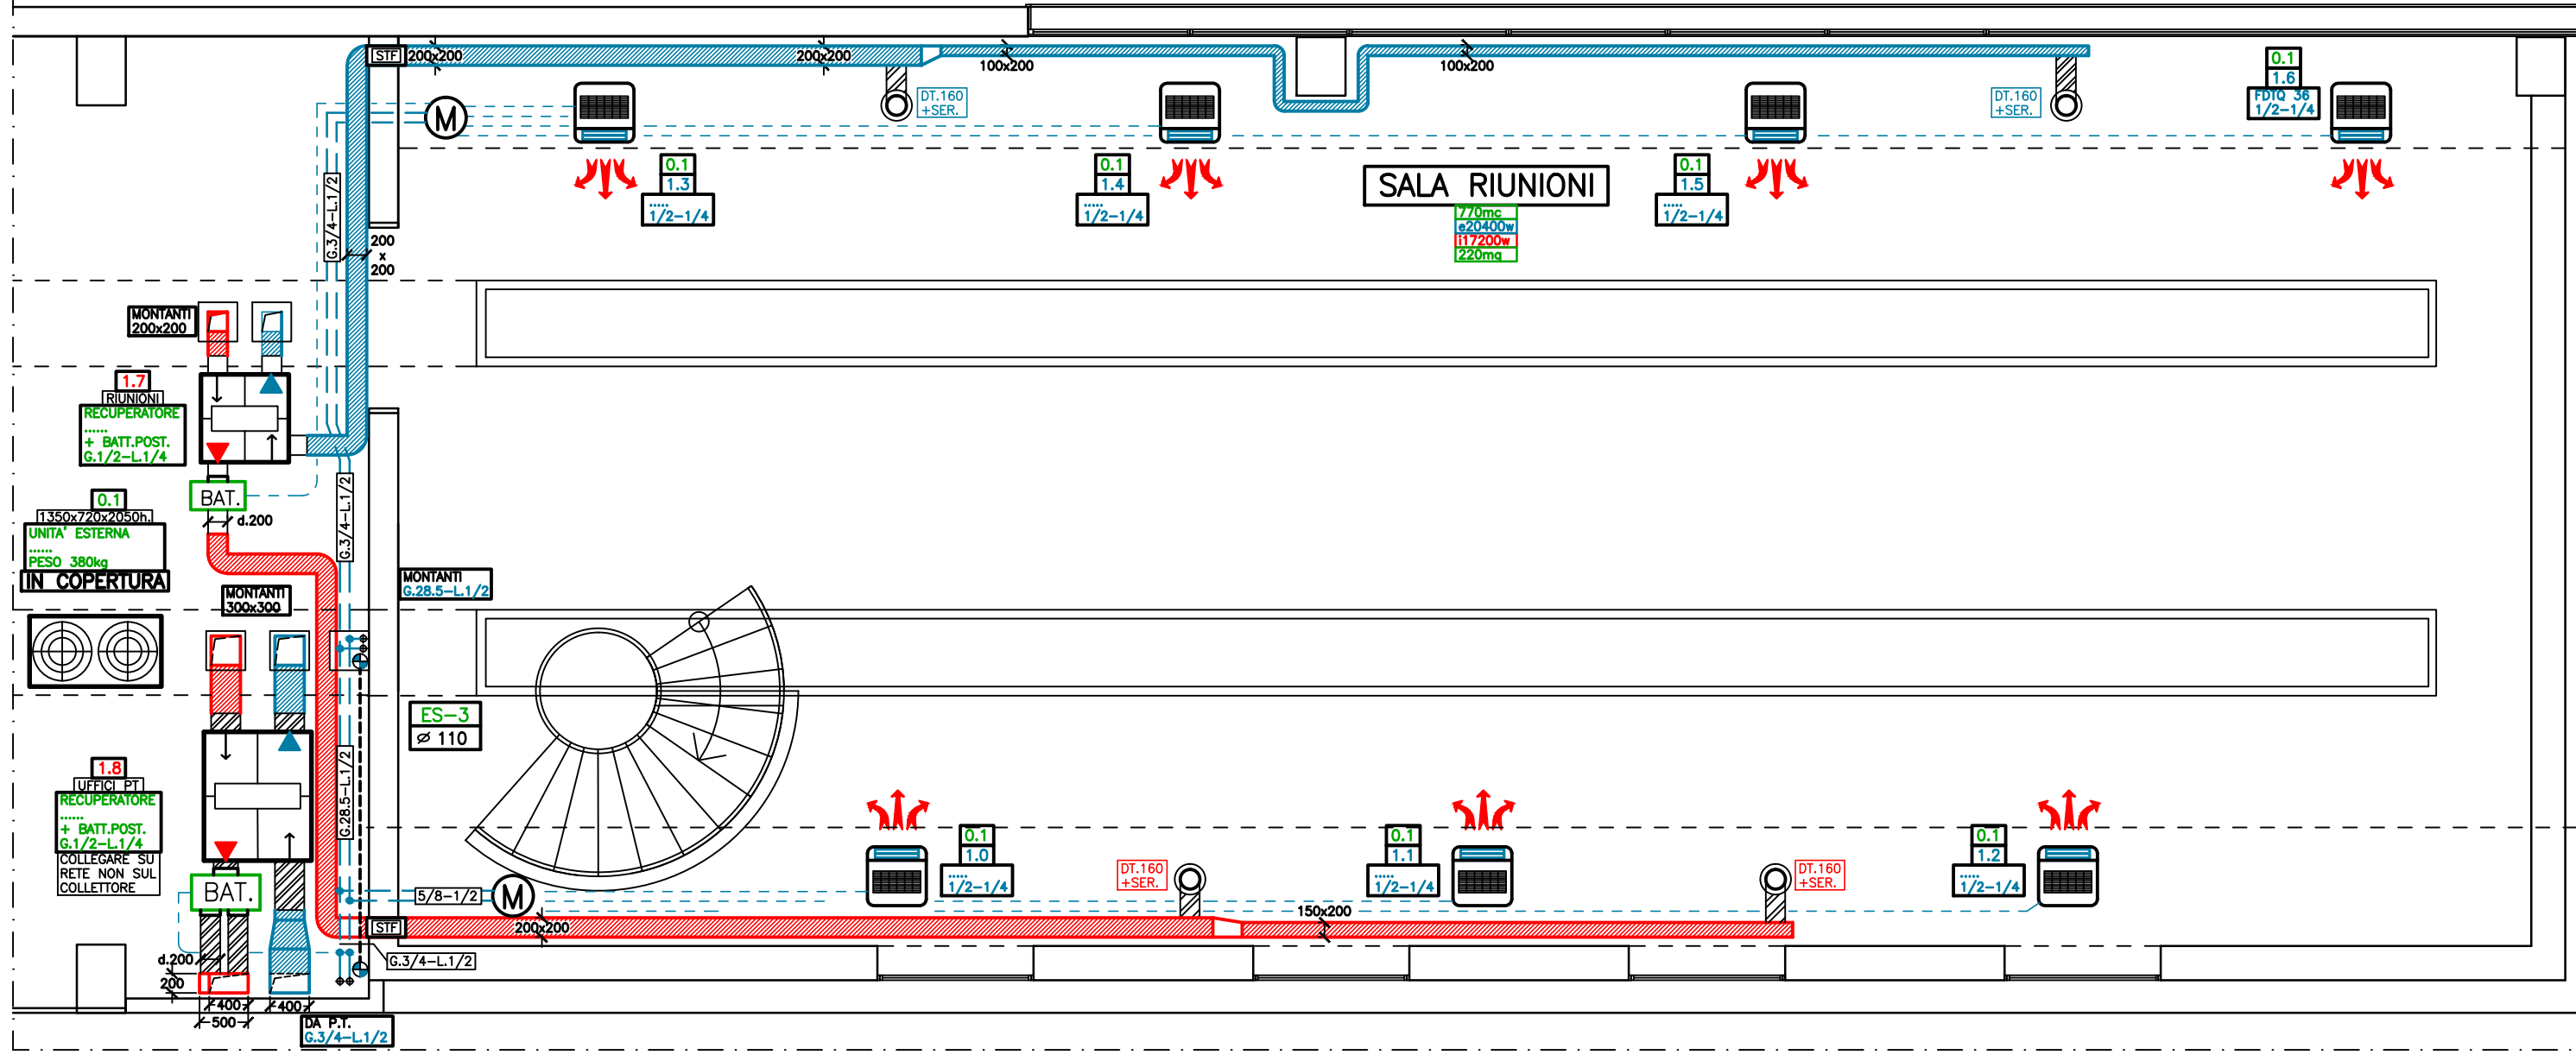 STF
200x200
200x200
100x200
100x200
M
DT.160
+SER.
DT.160
+SER.
0.1
1.6
FDTQ 36
1/2-1/4
0.1
1.3
.....
1/2-1/4
0.1
1.4
.....
1/2-1/4
SALA RIUNIONI
770mc
e20400w
i17200w
220mq
0.1
1.5
.....
1/2-1/4
G.3/4-L.1/2
200
x
200
MONTANTI
200x200
1.7
RIUNIONI
RECUPERATORE
......
+ BATT.POST.
G.1/2-L.1/4
BAT.
d.200
G.3/4-L.1/2
0.1
1350x720x2050h.
UNITA' ESTERNA
......
PESO 380kg
IN COPERTURA
MONTANTI
300x300
MONTANTI
G.28.5-L.1/2
ES-3
⌀ 110
1.8
UFFICI PT
RECUPERATORE
......
+ BATT.POST.
G.1/2-L.1/4
COLLEGARE SU
RETE NON SUL
COLLETTORE
G.28.5-L.1/2
BAT.
5/8-1/2
M
STF
200x200
0.1
1.0
.....
1/2-1/4
DT.160
+SER.
150x200
0.1
1.1
.....
1/2-1/4
DT.160
+SER.
0.1
1.2
.....
1/2-1/4
G.3/4-L.1/2
d.200
200
400
400
500
DA P.T.
G.3/4-L.1/2